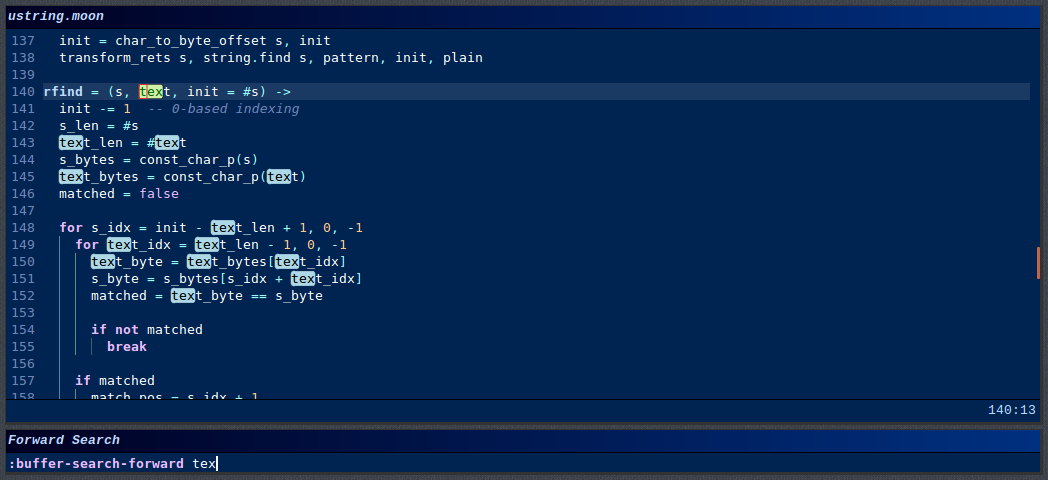 ustring.moon
137 init = char_to_byte_offset s, init
138 transform_rets s, string.find s, pattern, init, plain
139
140 rfind = (s, text, init = #s) ->
141 init -= 1 -- 0-based indexing
142 s_len = #s
143 text_len = #text
144 s_bytes = const_char_p(s)
145 text_bytes = const_char_p(text)
146 matched = false
147
148 for s_idx = init - text_len + 1, 0, -1
149 for text_idx = text_len - 1, 0, -1
150 text_byte = text_bytes[text_idx]
151 s_byte = s_bytes[s_idx + text_idx]
152 matched = text_byte == s_byte
153
154 if not matched
155 break
156
157 if matched
158 match_pos = s_idx + 1
140:13
Forward Search
:buffer-search-forward tex